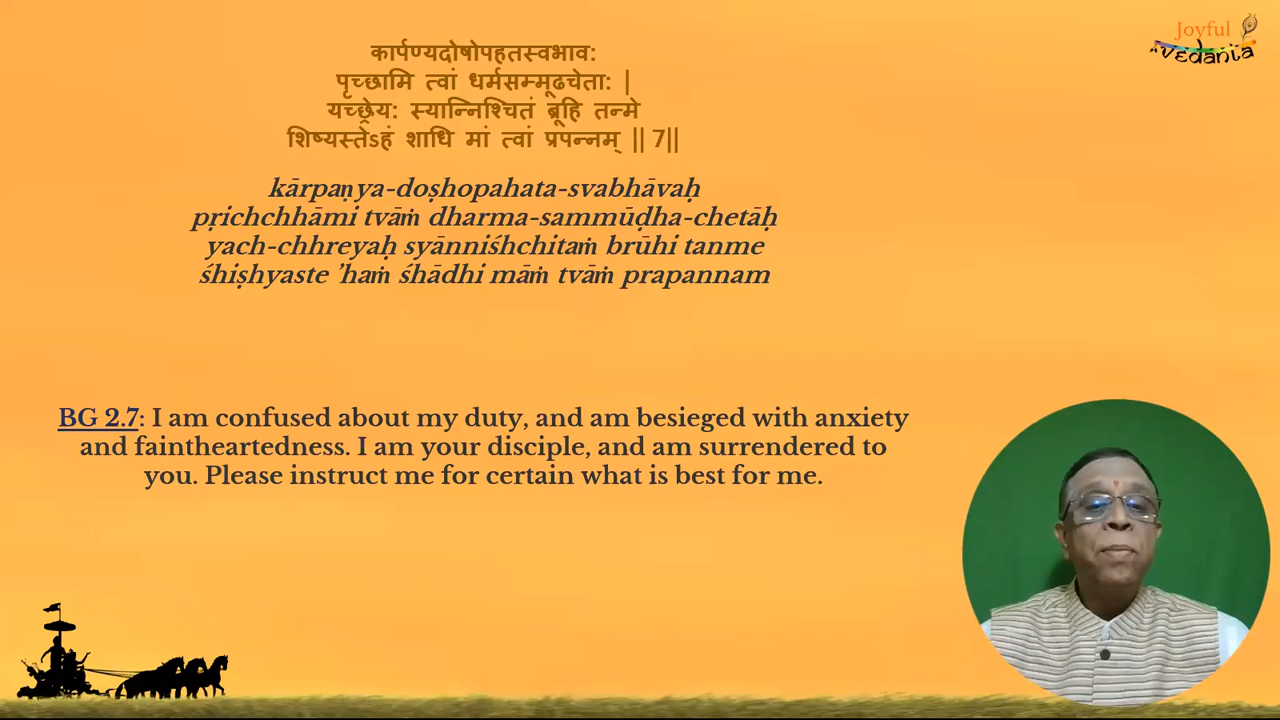 Joyful
vedanta
कार्पण्यदोषोपहतस्वभाव:
पृच्छामि त्वां धर्मसम्मूढचेता: |
यच्छ्रेय: स्यान्निश्चितं ब्रूहि तन्मे
शिष्यस्तेऽहं शाधि मां त्वां प्रपन्नम् || 7||
kārpaṇya-doṣhopahata-svabhāvaḥ
pṛichchhāmi tvāṁ dharma-sammūḍha-chetāḥ
yach-chhreyaḥ syānniśhchitaṁ brūhi tanme
śhiṣhyaste ’haṁ śhādhi māṁ tvāṁ prapannam
BG 2.7: I am confused about my duty, and am besieged with anxiety
and faintheartedness. I am your disciple, and am surrendered to
you. Please instruct me for certain what is best for me.